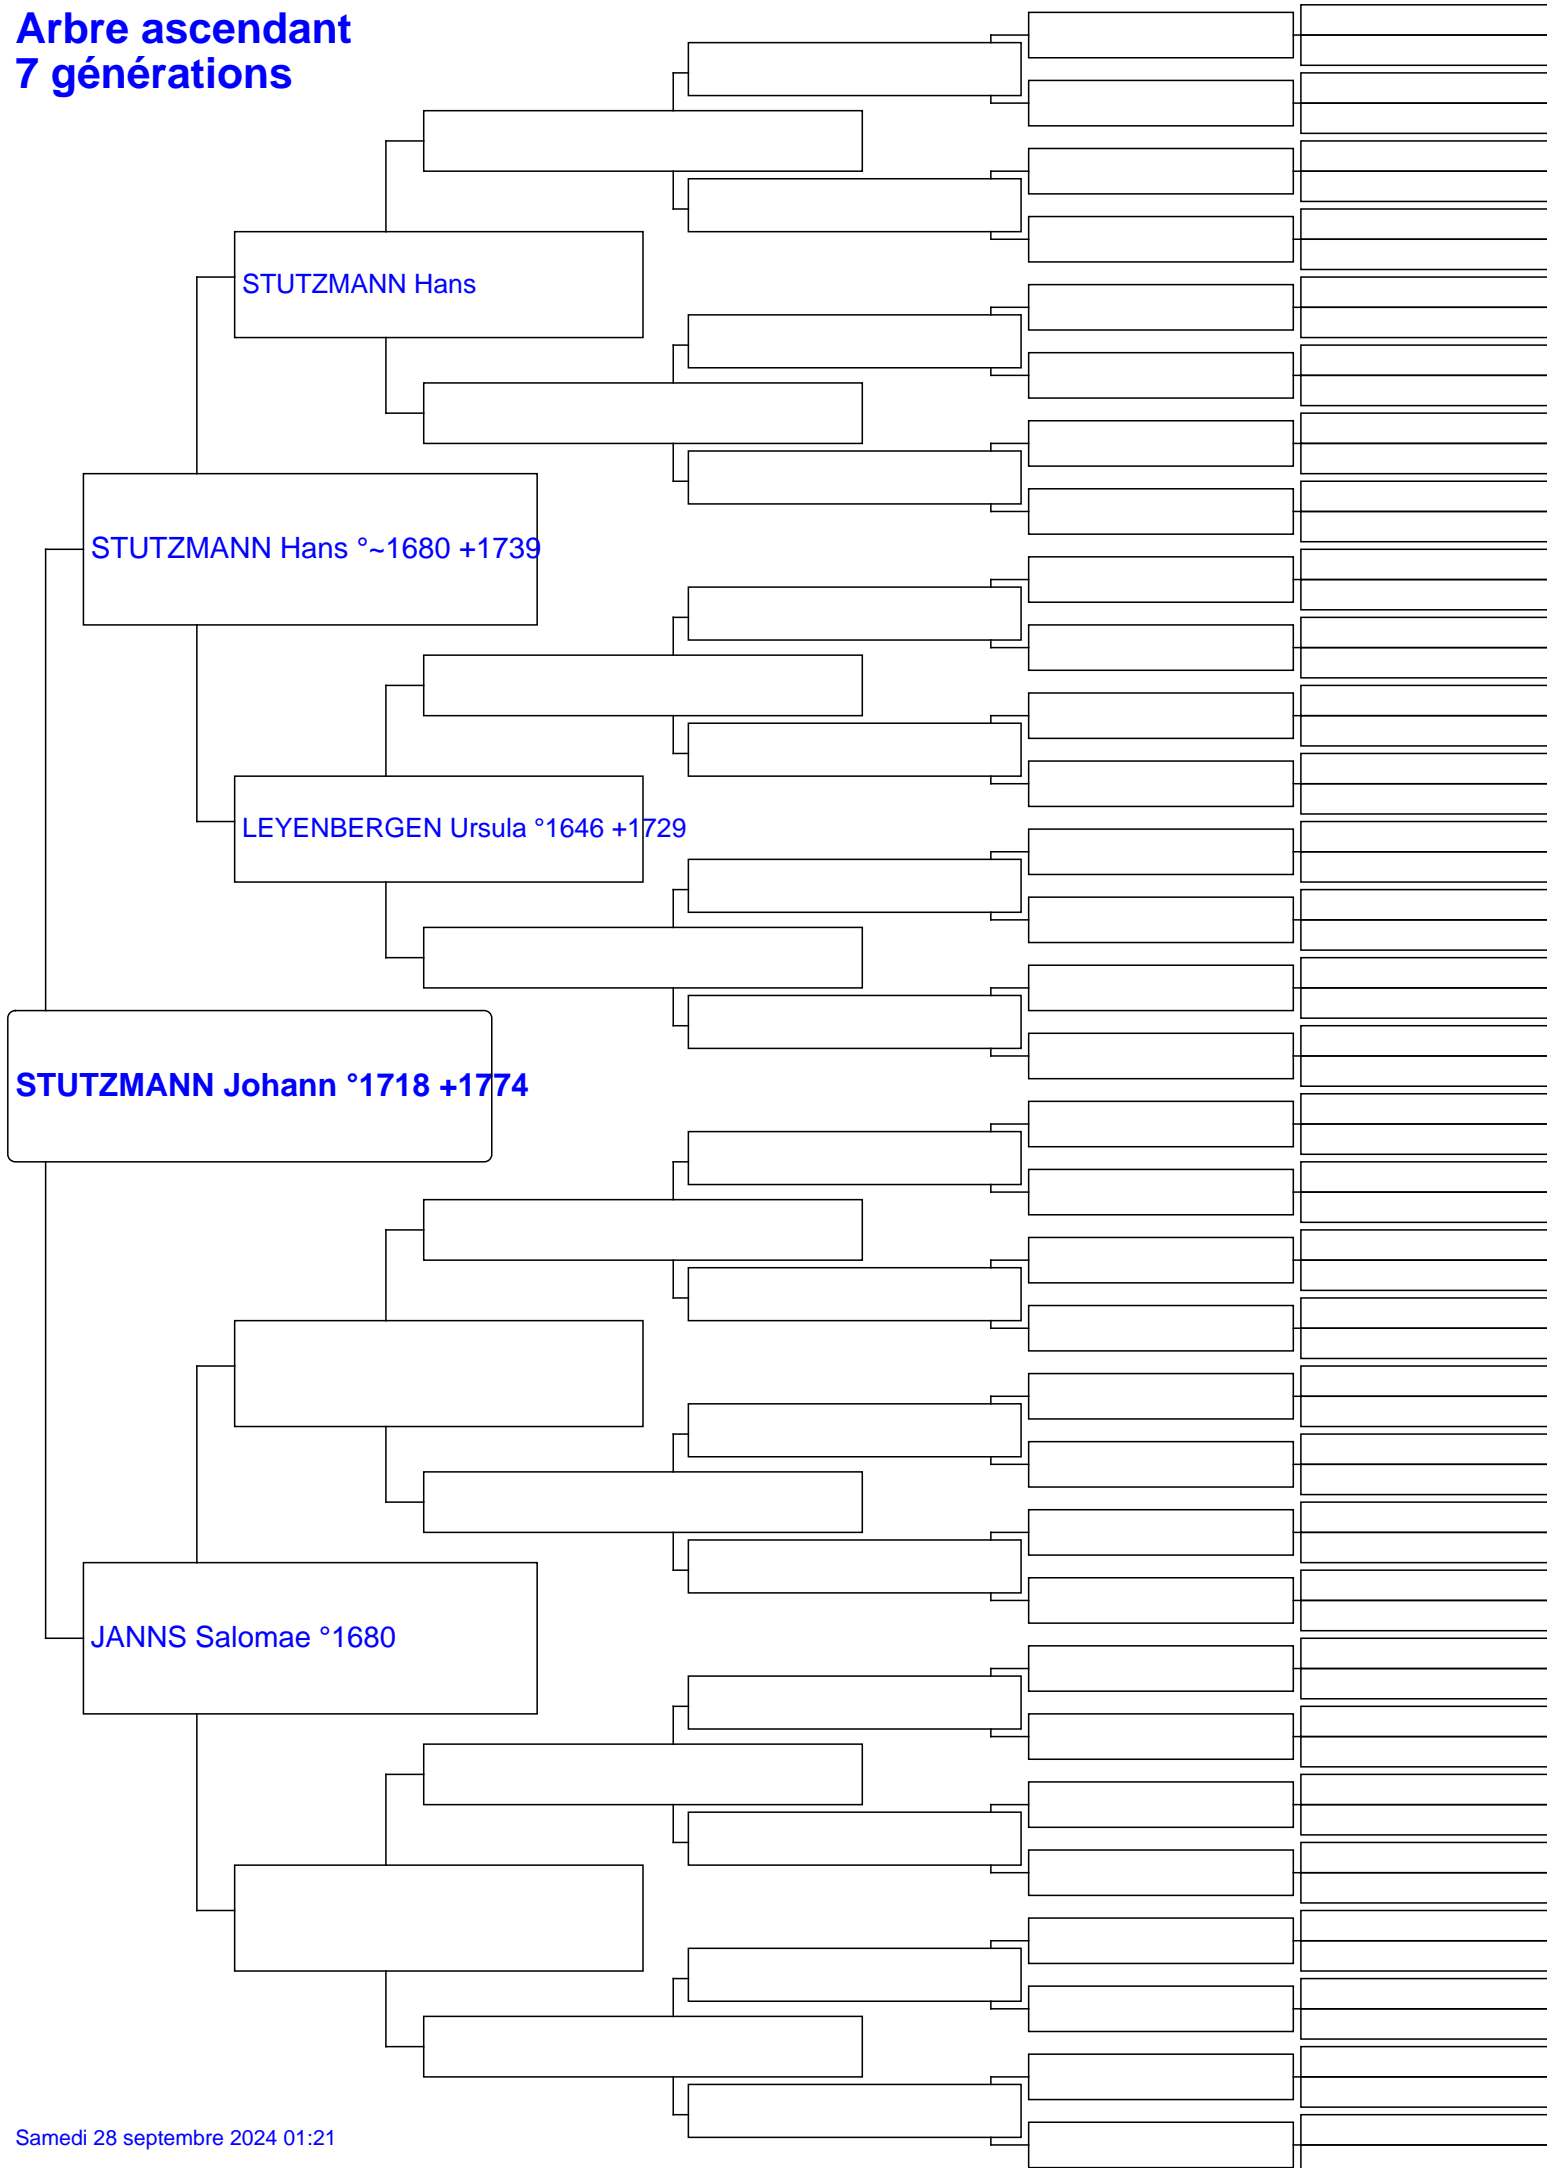 Arbre ascendant
7 générations
STUTZMANN Hans
STUTZMANN Hans °~1680 +1739
LEYENBERGEN Ursula °1646 +1729
STUTZMANN Johann °1718 +1774
JANNS Salomae °1680
Samedi 28 septembre 2024 01:21